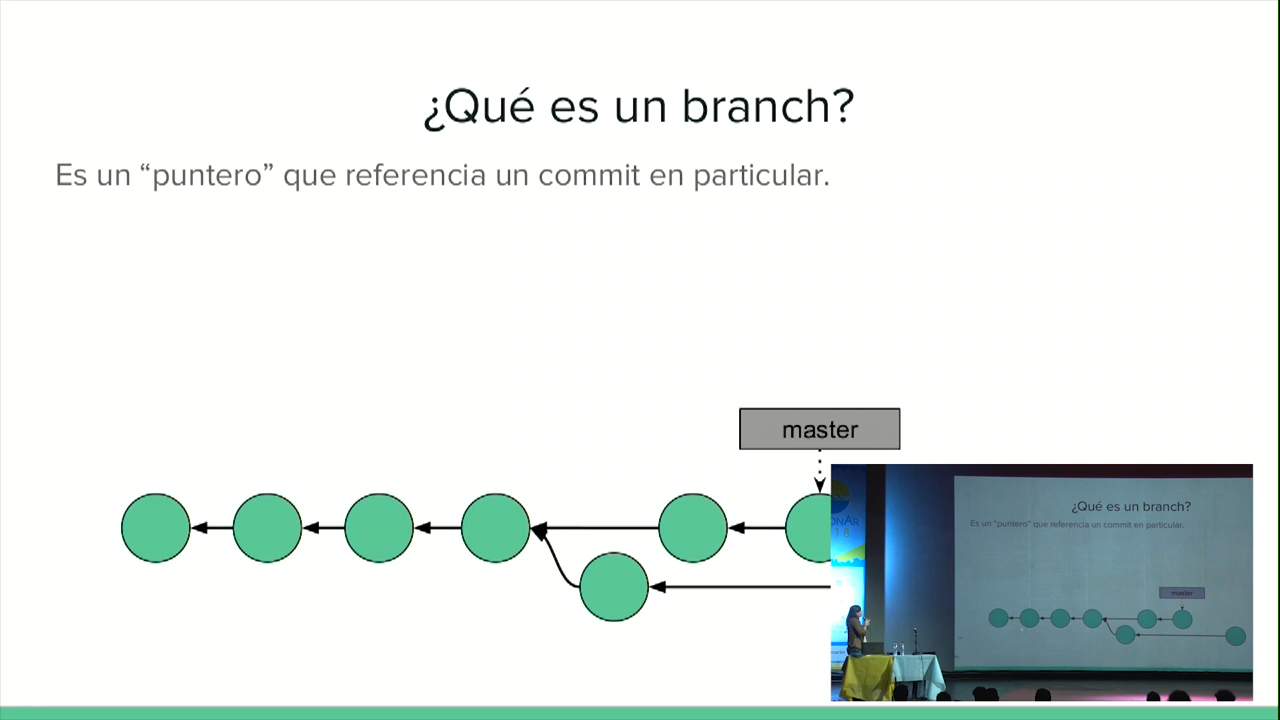 ¿Qué es un branch?
Es un “puntero” que referencia un commit en particular.
master
¿Qué es un branch?
Es un “puntero” que referencia un commit en particular.
master